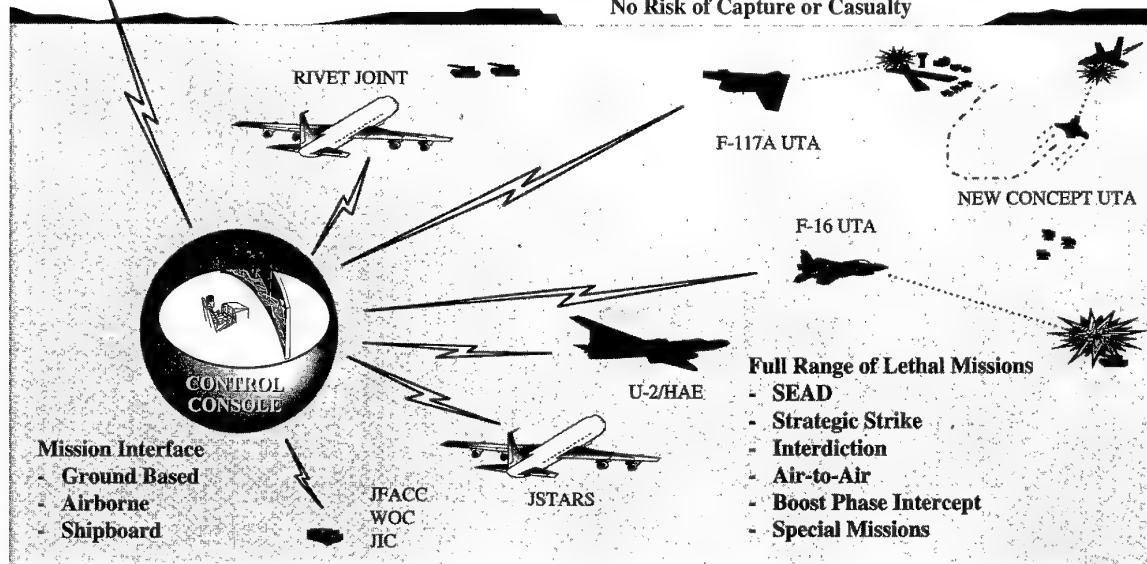 No Risk of Capture or Casualty
RIVET JOINT
F-117A UTA
NEW CONCEPT UTA
F-16 UTA
CONTROL
CONSOLE
U-2/HAE
JSTARS
Mission Interface
- Ground Based
- Airborne
- Shipboard
JFACC
WOC
JIC
Full Range of Lethal Missions
- SEAD
- Strategic Strike
- Interdiction
- Air-to-Air
- Boost Phase Intercept
- Special Missions